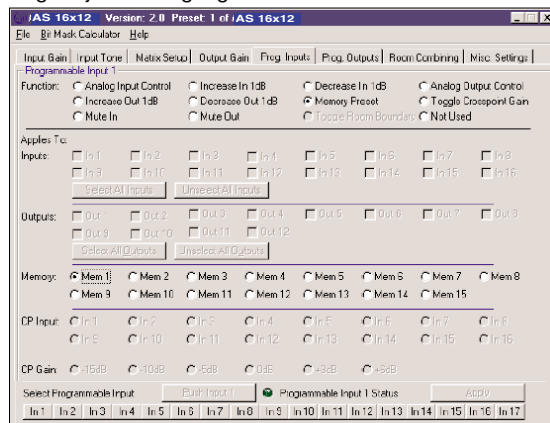 iAS 16x12 Version: 2.0 Preset: 1 of iAS 16x12
File Bit Mask Calculator Help
Input Gain Input Tone Matrix Setup Output Gain Prog. Inputs Prog. Outputs Room Combining Misc. Settings
Programmable Input 1
Function: Analog Input Control Increase In 1dB Decrease In 1dB Analog Output Control
Increase Out 1dB Decrease Out 1dB Memory Preset Toggle Crosspoint Gain
Mute In Mute Out Toggle Room Boundary Not Used
Applies To:
Inputs: In 1 In 2 In 3 In 4 In 5 In 6 In 7 In 8
In 9 In 10 In 11 In 12 In 13 In 14 In 15 In 16
Select All Inputs Unselect All Inputs
Outputs: Out 1 Out 2 Out 3 Out 4 Out 5 Out 6 Out 7 Out 8
Out 9 Out 10 Out 11 Out 12
Select All Outputs Unselect All Outputs
Memory: Mem 1 Mem 2 Mem 3 Mem 4 Mem 5 Mem 6 Mem 7 Mem 8
Mem 9 Mem 10 Mem 11 Mem 12 Mem 13 Mem 14 Mem 15
CP Input: In 1 In 2 In 3 In 4 In 5 In 6 In 7 In 8
In 9 In 10 In 11 In 12 In 13 In 14 In 15 In 16
CP Gain: -15dB -10dB -5dB 0dB +3dB +6dB
Select Programmable Input Push Input 1 Programmable Input 1 Status Apply
In 1 In 2 In 3 In 4 In 5 In 6 In 7 In 8 In 9 In 10 In 11 In 12 In 13 In 14 In 15 In 16 In 17